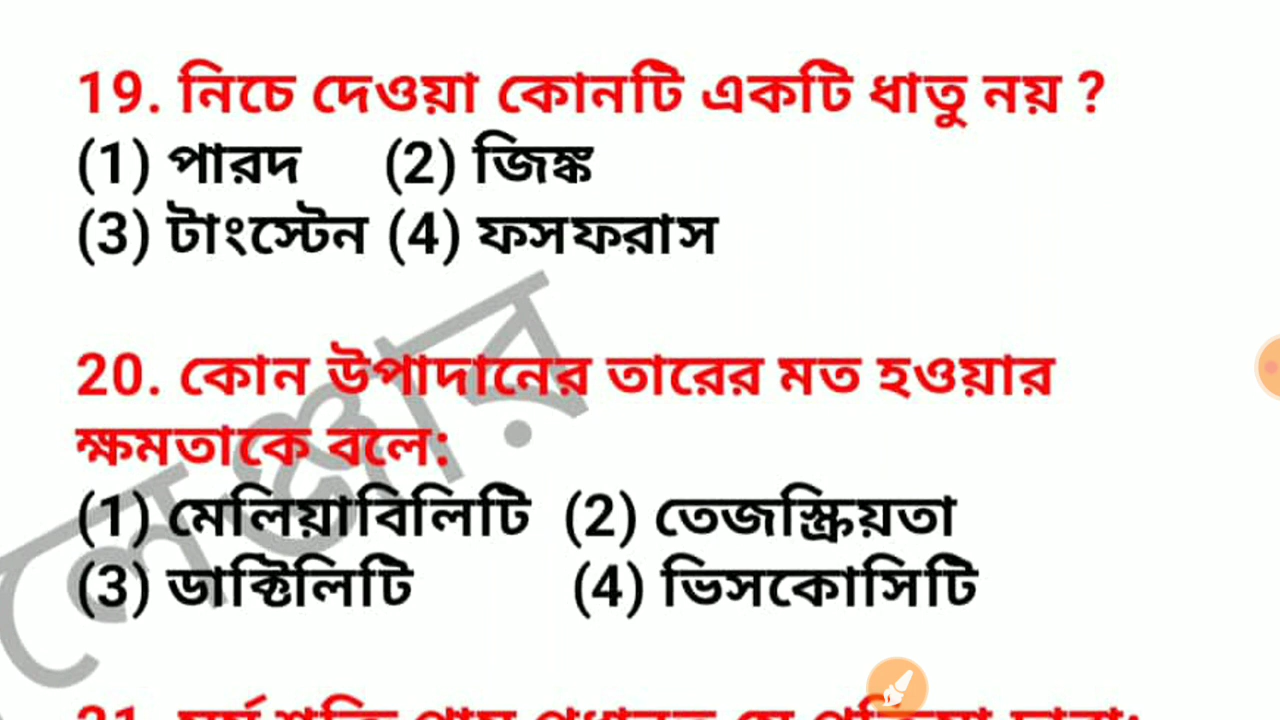 19. নিচে দেওয়া কোনটি একটি ধাতু নয় ?
(1) পারদ (2) জিঙ্ক
(3) টাংস্টেন (4) ফসফরাস
20. কোন উপাদানের তারের মত হওয়ার
ক্ষমতাকে বলে:
(1) মেলিয়াবিলিটি (2) তেজস্ক্রিয়তা
(3) ডাক্টিলিটি (4) ভিসকোসিটি